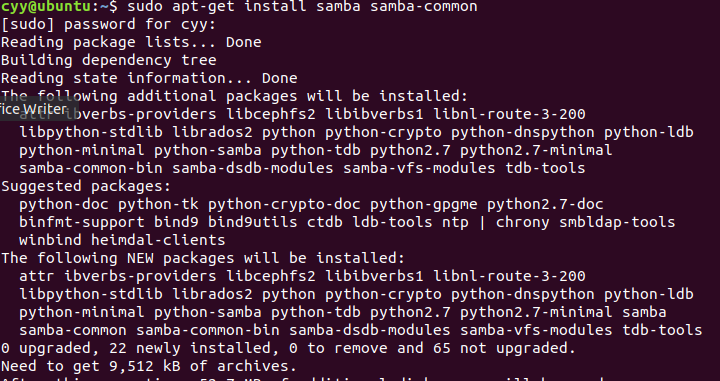 cyy@ubuntu:~$ sudo apt-get install samba samba-common
[sudo] password for cyy:
Reading package lists... Done
Building dependency tree
Reading state information... Done
The following additional packages will be installed:
fice Writer
attr ibverbs-providers libcephfs2 libibverbs1 libnl-route-3-200
libpython-stdlib librados2 python python-crypto python-dnspython python-ldb
python-minimal python-samba python-tdb python2.7 python2.7-minimal
samba-common-bin samba-dsdb-modules samba-vfs-modules tdb-tools
Suggested packages:
python-doc python-tk python-crypto-doc python-gpgme python2.7-doc
binfmt-support bind9 bind9utils ctdb ldb-tools ntp | chrony smbldap-tools
winbind heimdal-clients
The following NEW packages will be installed:
attr ibverbs-providers libcephfs2 libibverbs1 libnl-route-3-200
libpython-stdlib librados2 python python-crypto python-dnspython python-ldb
python-minimal python-samba python-tdb python2.7 python2.7-minimal samba
samba-common samba-common-bin samba-dsdb-modules samba-vfs-modules tdb-tools
0 upgraded, 22 newly installed, 0 to remove and 65 not upgraded.
Need to get 9,512 kB of archives.